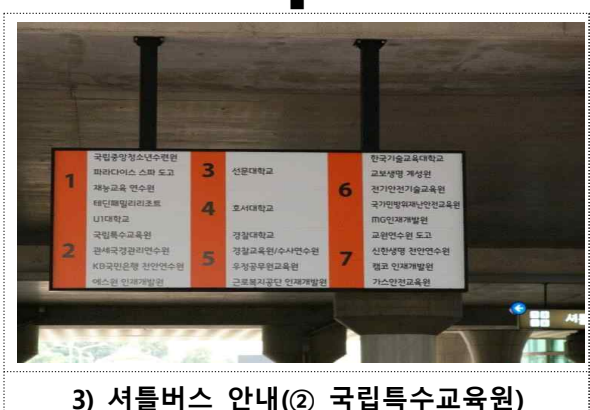 1
국립중앙청소년수련원
파라다이스 스파 도고
재능교육 연수원
테딘패밀리리조트
U1대학교
2
국립특수교육원
관세국경관리연수원
KB국민은행 천안연수원
에스원 인재개발원
3
선문대학교
4
호서대학교
5
경찰대학교
경찰교육원/수사연수원
우정공무원교육원
근로복지공단 인재개발원
6
한국기술교육대학교
교보생명 계성원
전기안전기술교육원
국가민방위재난안전교육원
MG인재개발원
7
교원연수원 도고
신한생명 천안연수원
캠코 인재개발원
가스안전교육원
3) 셔틀버스 안내(② 국립특수교육원)